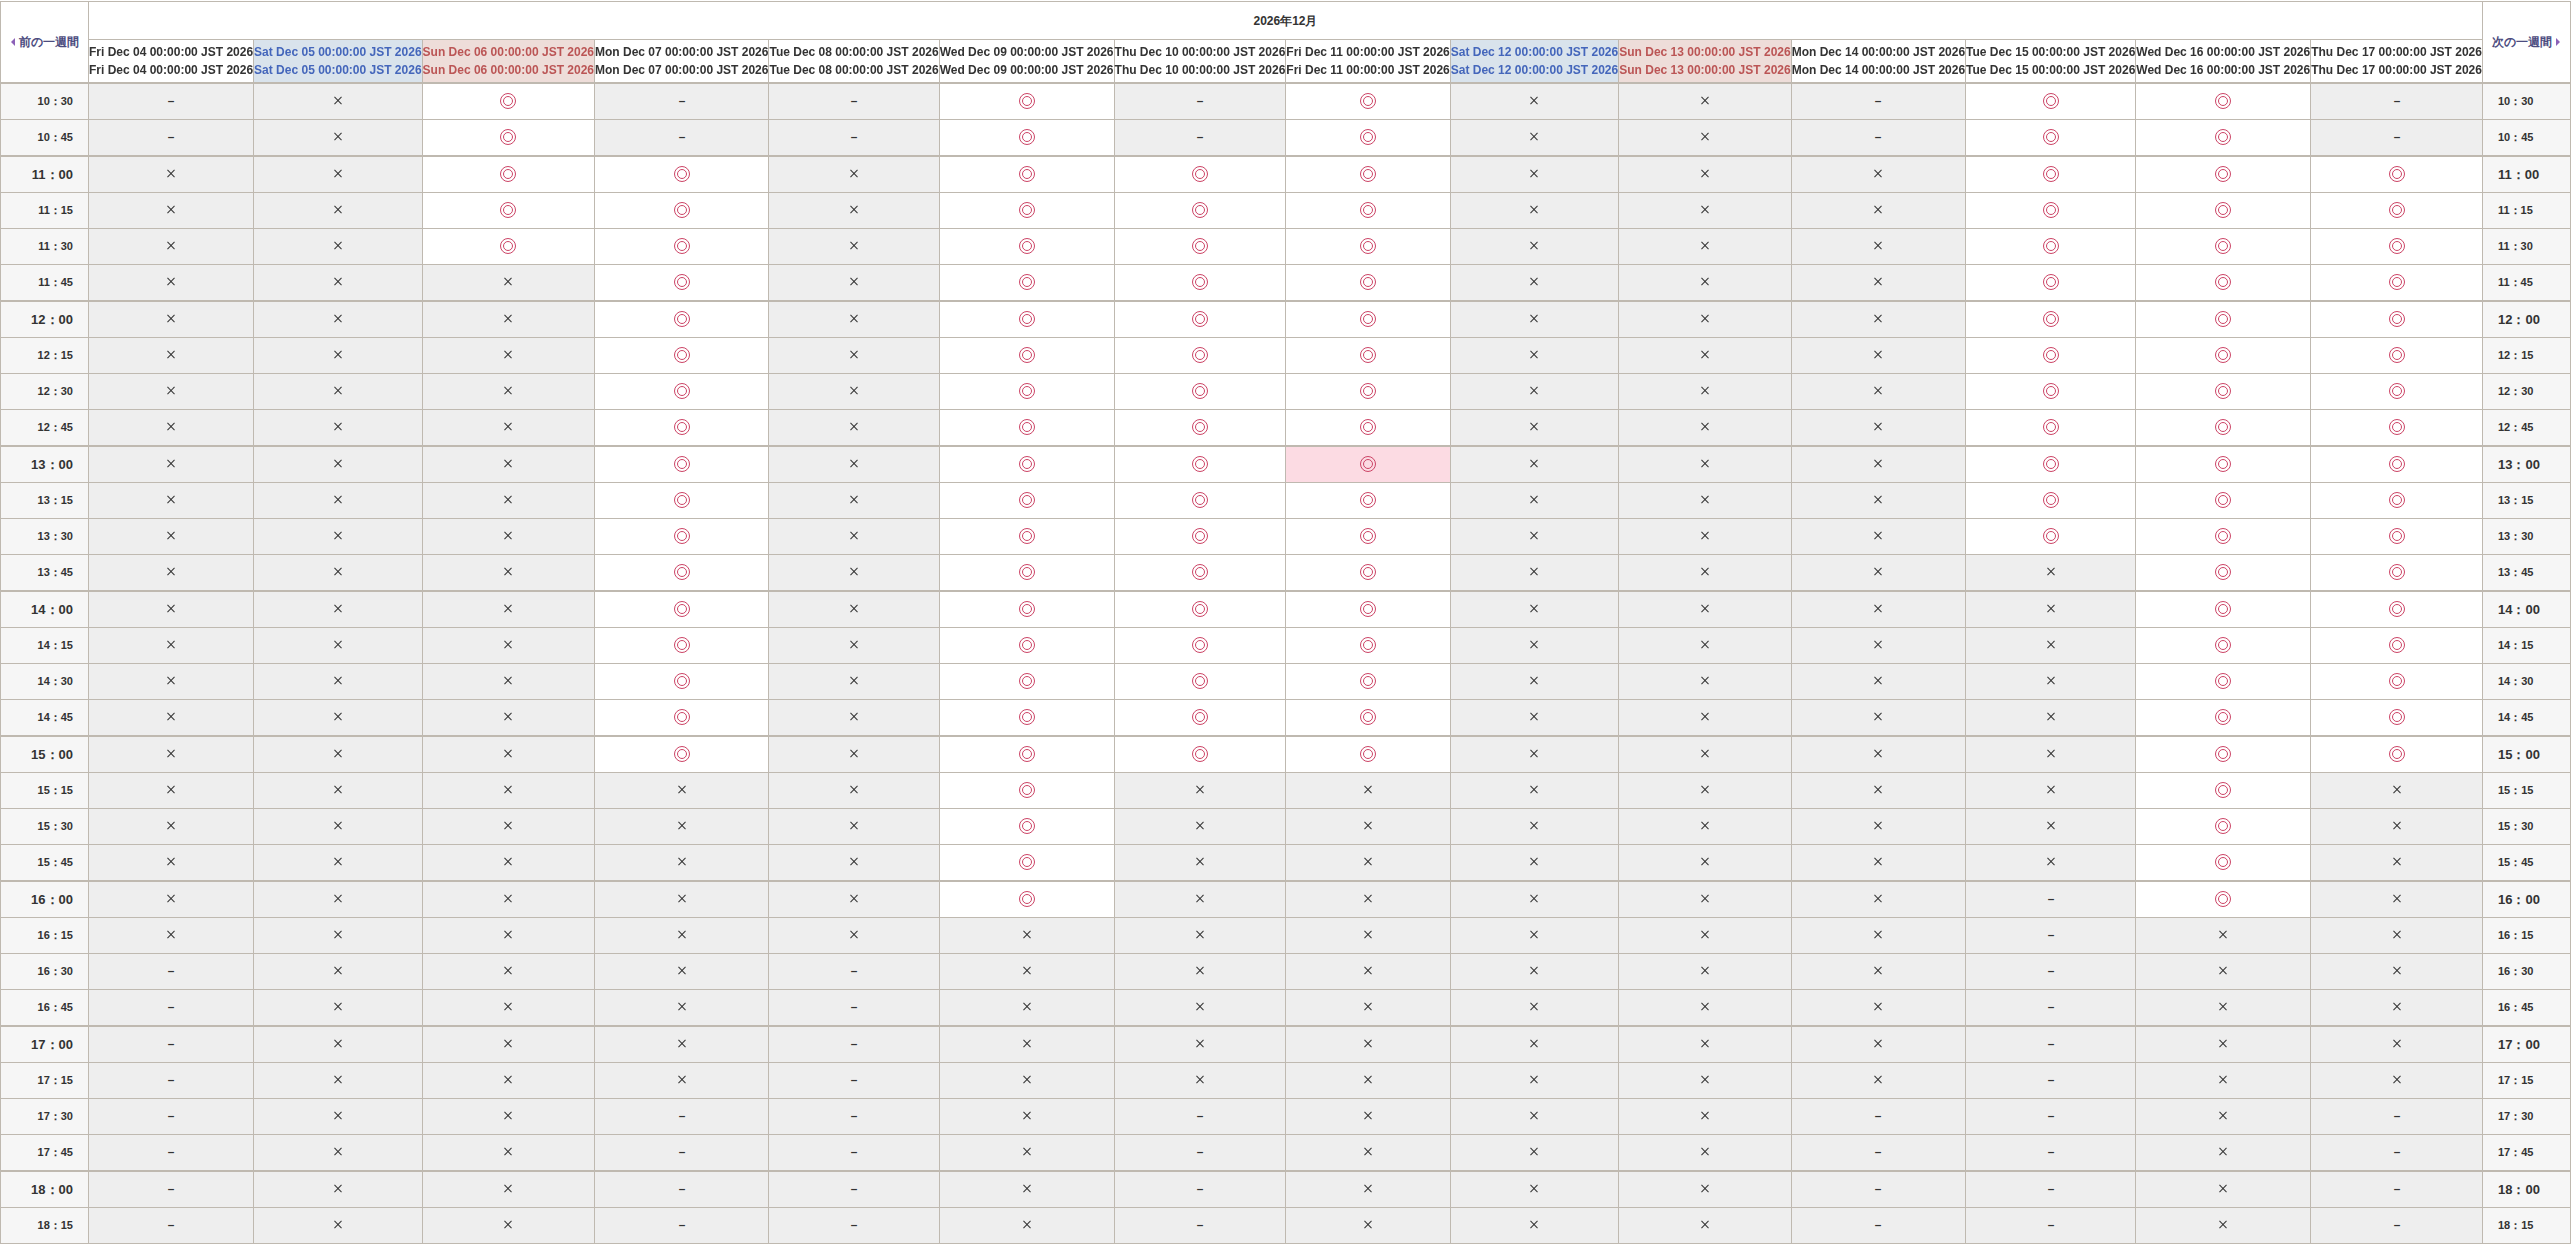 2026年12月
前の一週間 次の一週間
Fri Dec 04 00:00:00 JST 2026 Sat Dec 05 00:00:00 JST 2026 Sun Dec 06 00:00:00 JST 2026 Mon Dec 07 00:00:00 JST 2026 Tue Dec 08 00:00:00 JST 2026 Wed Dec 09 00:00:00 JST 2026 Thu Dec 10 00:00:00 JST 2026 Fri Dec 11 00:00:00 JST 2026 Sat Dec 12 00:00:00 JST 2026 Sun Dec 13 00:00:00 JST 2026 Mon Dec 14 00:00:00 JST 2026 Tue Dec 15 00:00:00 JST 2026 Wed Dec 16 00:00:00 JST 2026 Thu Dec 17 00:00:00 JST 2026
Fri Dec 04 00:00:00 JST 2026 Sat Dec 05 00:00:00 JST 2026 Sun Dec 06 00:00:00 JST 2026 Mon Dec 07 00:00:00 JST 2026 Tue Dec 08 00:00:00 JST 2026 Wed Dec 09 00:00:00 JST 2026 Thu Dec 10 00:00:00 JST 2026 Fri Dec 11 00:00:00 JST 2026 Sat Dec 12 00:00:00 JST 2026 Sun Dec 13 00:00:00 JST 2026 Mon Dec 14 00:00:00 JST 2026 Tue Dec 15 00:00:00 JST 2026 Wed Dec 16 00:00:00 JST 2026 Thu Dec 17 00:00:00 JST 2026
10：30 － × ◎ － － ◎ － ◎ × × － ◎ ◎ － 10：30
10：45 － × ◎ － － ◎ － ◎ × × － ◎ ◎ － 10：45
11：00 × × ◎ ◎ × ◎ ◎ ◎ × × × ◎ ◎ ◎ 11：00
11：15 × × ◎ ◎ × ◎ ◎ ◎ × × × ◎ ◎ ◎ 11：15
11：30 × × ◎ ◎ × ◎ ◎ ◎ × × × ◎ ◎ ◎ 11：30
11：45 × × × ◎ × ◎ ◎ ◎ × × × ◎ ◎ ◎ 11：45
12：00 × × × ◎ × ◎ ◎ ◎ × × × ◎ ◎ ◎ 12：00
12：15 × × × ◎ × ◎ ◎ ◎ × × × ◎ ◎ ◎ 12：15
12：30 × × × ◎ × ◎ ◎ ◎ × × × ◎ ◎ ◎ 12：30
12：45 × × × ◎ × ◎ ◎ ◎ × × × ◎ ◎ ◎ 12：45
13：00 × × × ◎ × ◎ ◎ ◎ × × × ◎ ◎ ◎ 13：00
13：15 × × × ◎ × ◎ ◎ ◎ × × × ◎ ◎ ◎ 13：15
13：30 × × × ◎ × ◎ ◎ ◎ × × × ◎ ◎ ◎ 13：30
13：45 × × × ◎ × ◎ ◎ ◎ × × × × ◎ ◎ 13：45
14：00 × × × ◎ × ◎ ◎ ◎ × × × × ◎ ◎ 14：00
14：15 × × × ◎ × ◎ ◎ ◎ × × × × ◎ ◎ 14：15
14：30 × × × ◎ × ◎ ◎ ◎ × × × × ◎ ◎ 14：30
14：45 × × × ◎ × ◎ ◎ ◎ × × × × ◎ ◎ 14：45
15：00 × × × ◎ × ◎ ◎ ◎ × × × × ◎ ◎ 15：00
15：15 × × × × × ◎ × × × × × × ◎ × 15：15
15：30 × × × × × ◎ × × × × × × ◎ × 15：30
15：45 × × × × × ◎ × × × × × × ◎ × 15：45
16：00 × × × × × ◎ × × × × × － ◎ × 16：00
16：15 × × × × × × × × × × × － × × 16：15
16：30 － × × × － × × × × × × － × × 16：30
16：45 － × × × － × × × × × × － × × 16：45
17：00 － × × × － × × × × × × － × × 17：00
17：15 － × × × － × × × × × × － × × 17：15
17：30 － × × － － × － × × × － － × － 17：30
17：45 － × × － － × － × × × － － × － 17：45
18：00 － × × － － × － × × × － － × － 18：00
18：15 － × × － － × － × × × － － × － 18：15